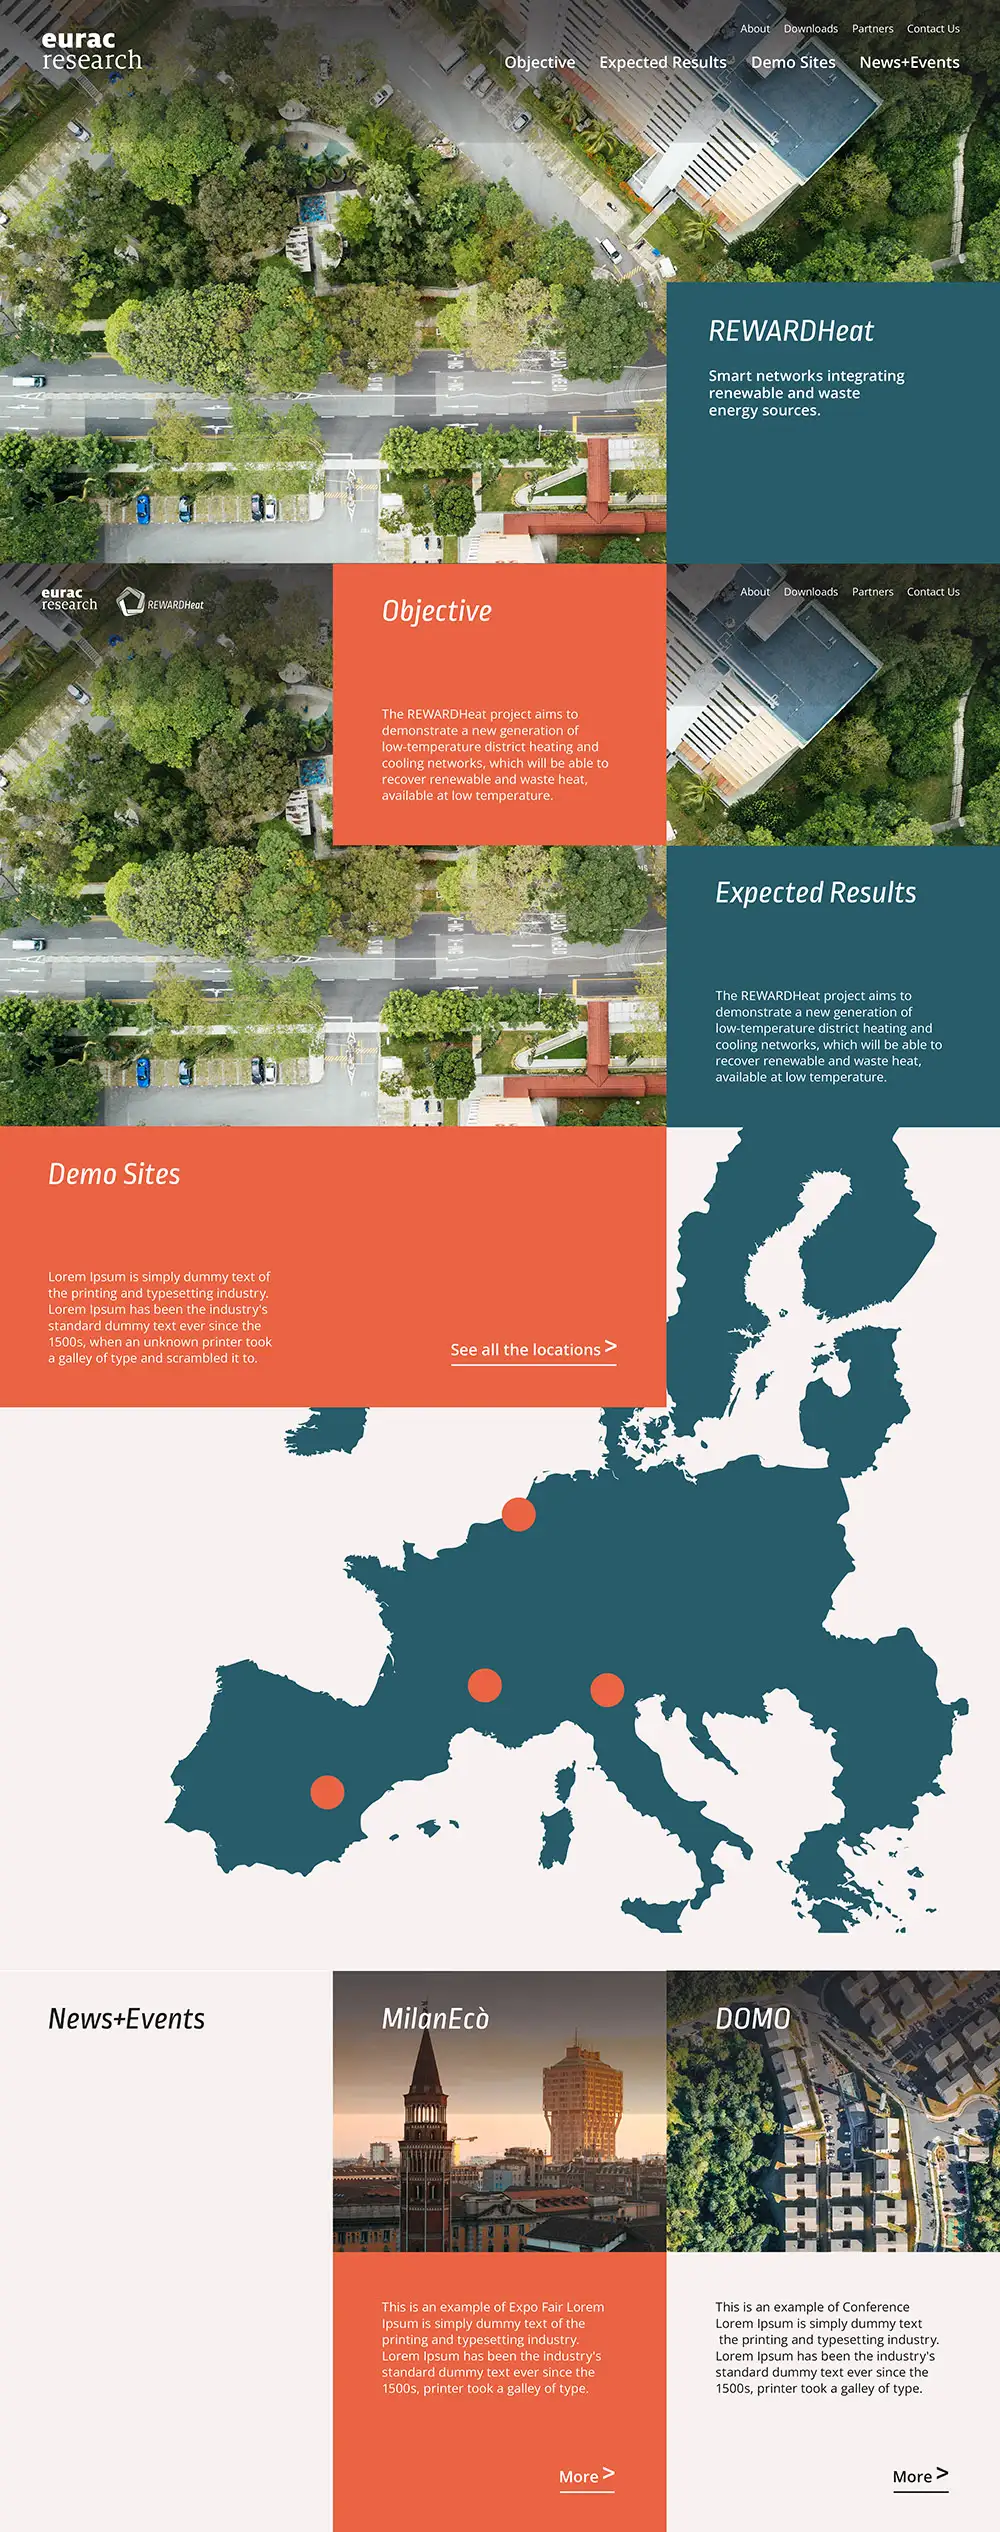 eurac
research
About Downloads Partners Contact Us
Objective Expected Results Demo Sites News+Events
REWARDHeat
Smart networks integrating
renewable and waste
energy sources.
eurac
research
REWARDHeat
Objective
About Downloads Partners Contact Us
The REWARDHeat project aims to
demonstrate a new generation of
low-temperature district heating and
cooling networks, which will be able to
recover renewable and waste heat,
available at low temperature.
Expected Results
The REWARDHeat project aims to
demonstrate a new generation of
low-temperature district heating and
cooling networks, which will be able to
recover renewable and waste heat,
available at low temperature.
Demo Sites
Lorem Ipsum is simply dummy text of
the printing and typesetting industry.
Lorem Ipsum has been the industry's
standard dummy text ever since the
1500s, when an unknown printer took
a galley of type and scrambled it to.
See all the locations >
News+Events
MilanEcò
This is an example of Expo Fair Lorem
Ipsum is simply dummy text of the
printing and typesetting industry.
Lorem Ipsum has been the industry's
standard dummy text ever since the
1500s, printer took a galley of type.
More >
DOMO
This is an example of Conference
Lorem Ipsum is simply dummy text
the printing and typesetting industry.
Lorem Ipsum has been the industry's
standard dummy text ever since the
1500s, printer took a galley of type.
More >